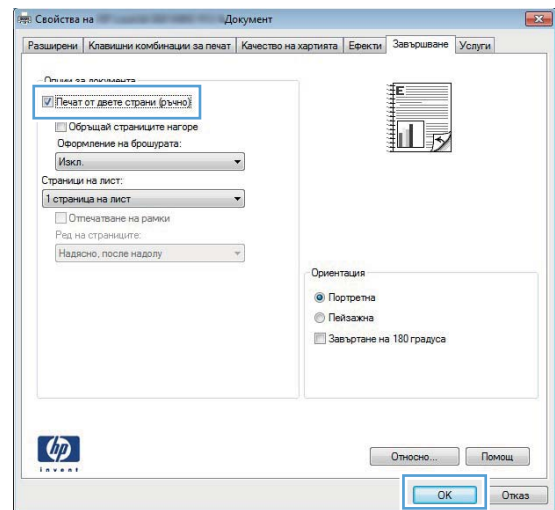 Свойства на Документ
Разширени Клавишни комбинации за печат Качество на хартията Ефекти Завършване Услуги
Опции за документа
Печат от двете страни (ръчно)
Обръщай страниците нагоре
Оформление на брошурата:
Изкл.
Страници на лист:
1 страница на лист
Отпечатване на рамки
Ред на страниците:
Надясно, после надолу
Ориентация
Портретна
Пейзажна
Завъртане на 180 градуса
hp
invent
Относно... Помощ
OK Отказ